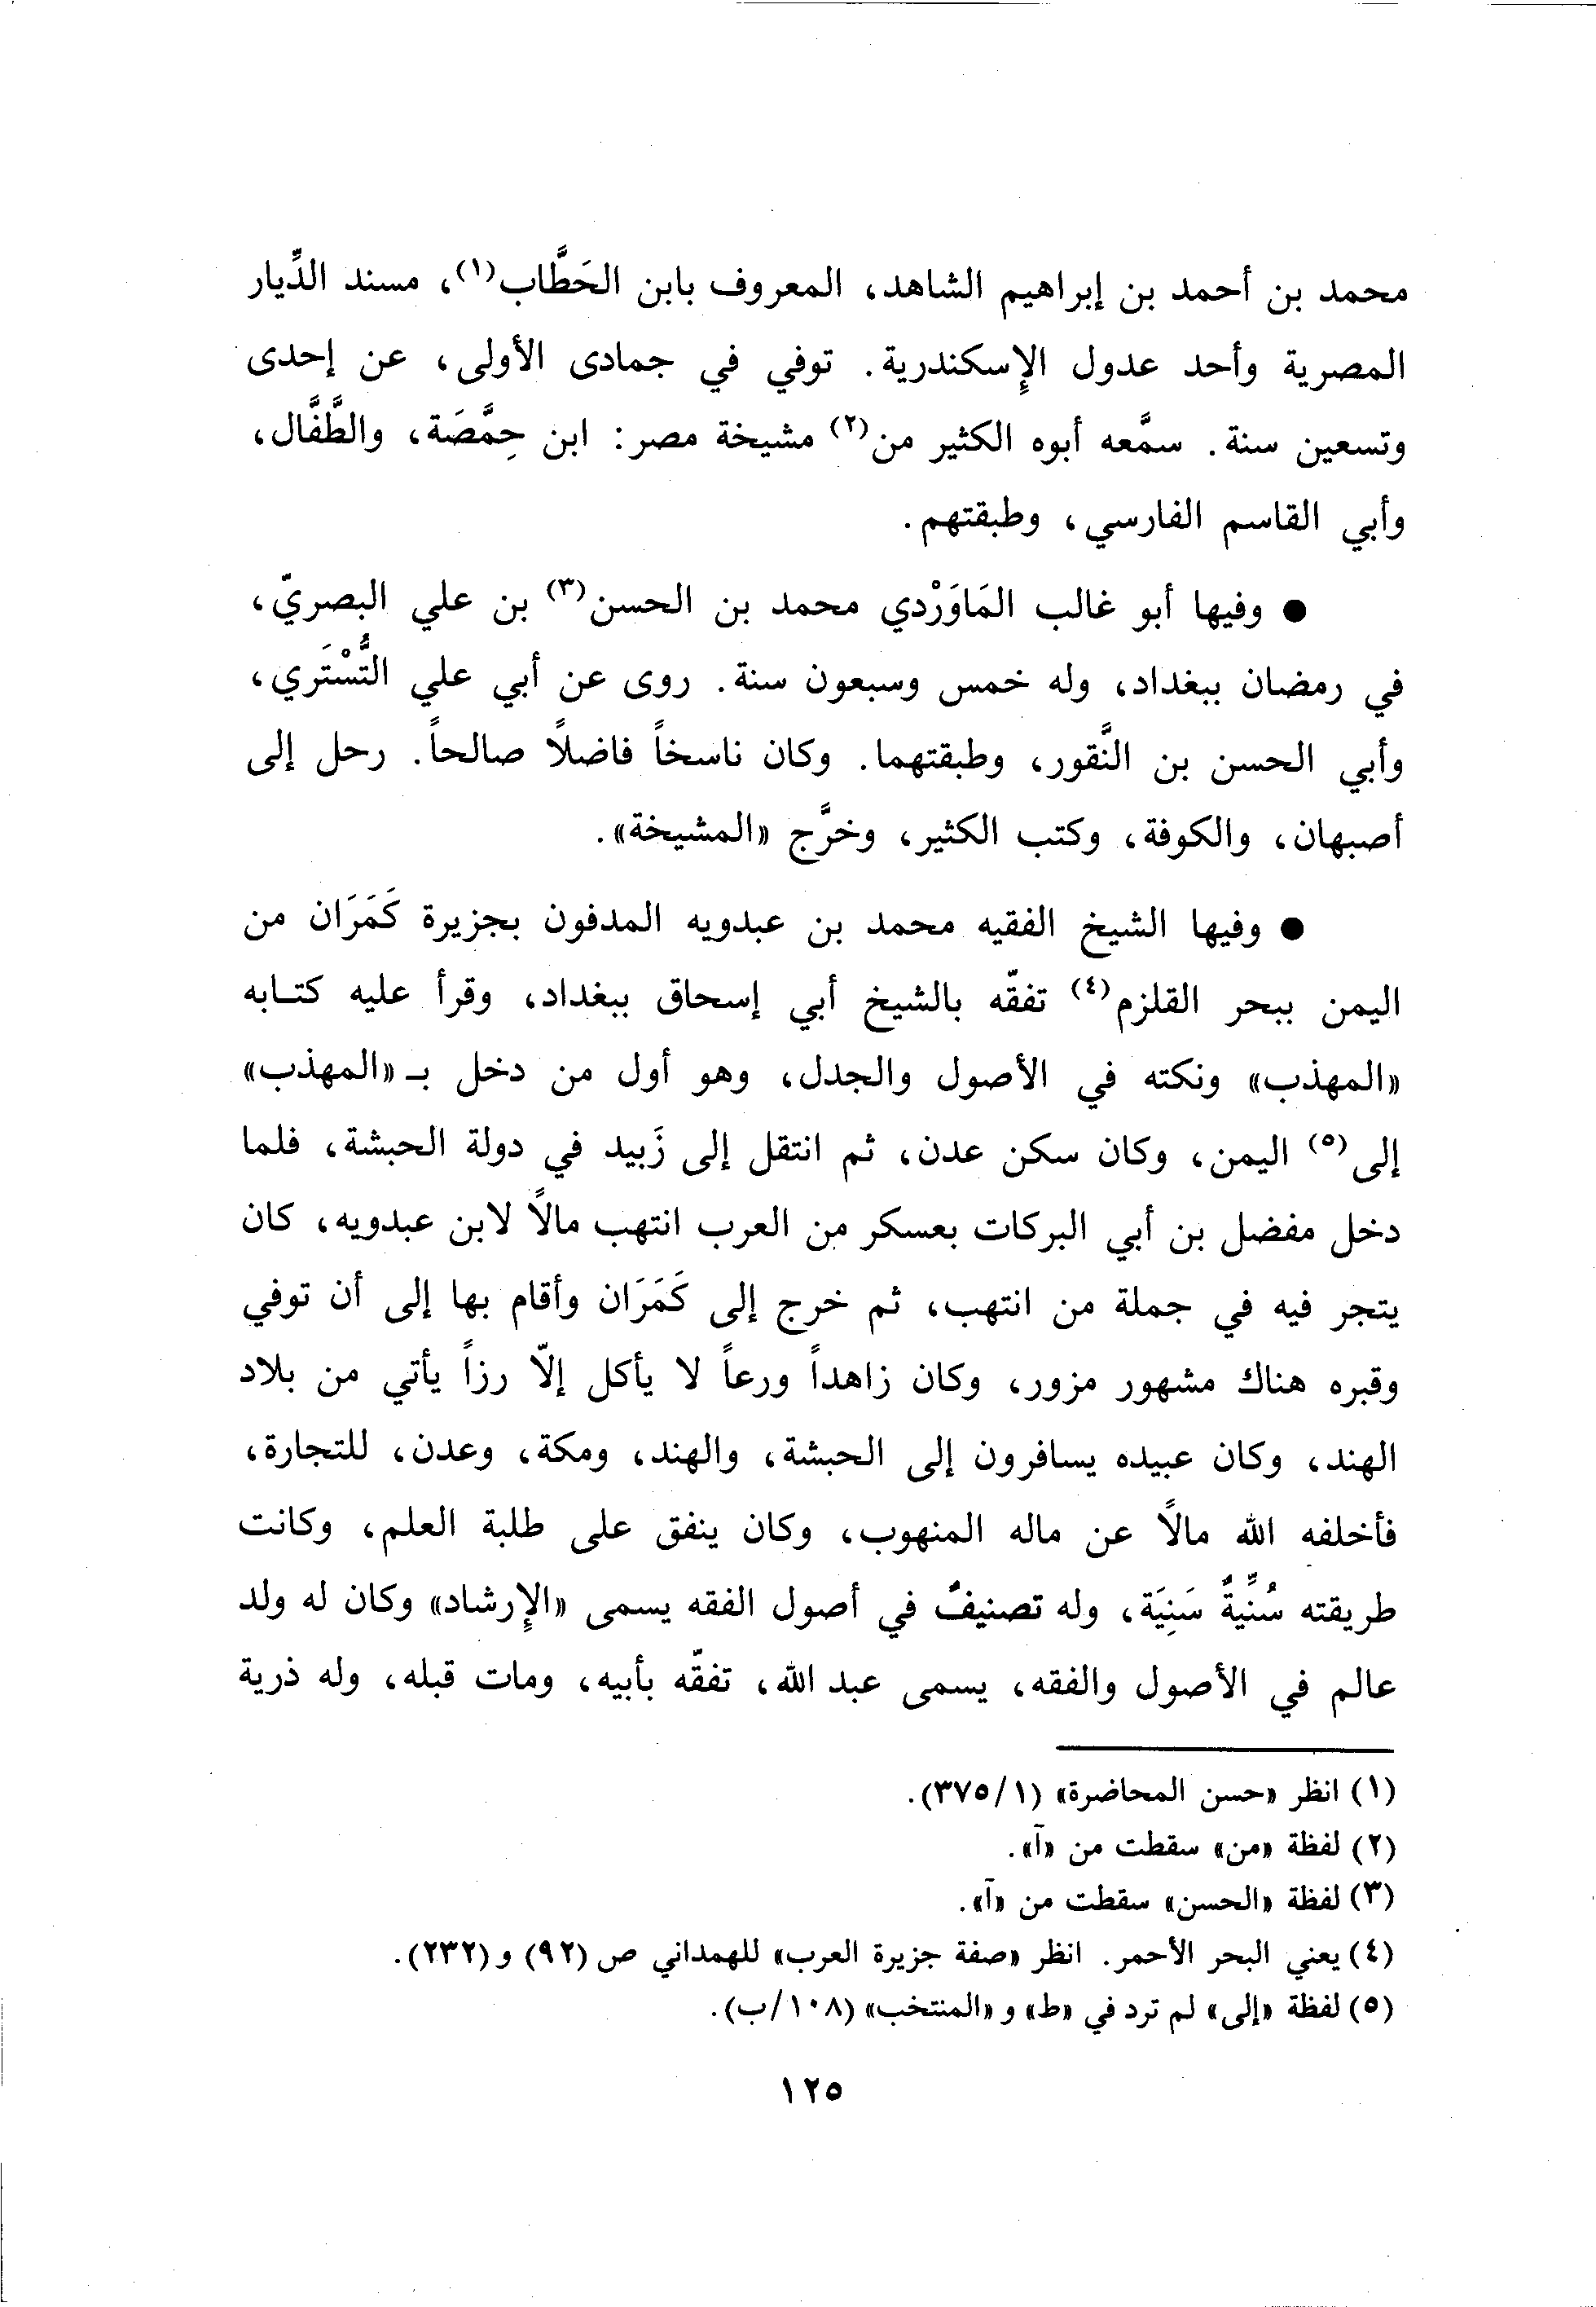 محمد بن أحمد بن إبراهيم الشاهد، المعروف بابن الحَطَّاب(١)، مسند الدِّيار
المصرية وأحد عدول الإِسكندرية. توفي في جمادى الأولى، عن إحدى
وتسعين سنة. سمَّعه أبوه الكثير من(٢) مشيخة مصر: ابن حِمَّصَة، والطَّفَّال،
وأبي القاسم الفارسي، وطبقتهم.
● وفيها أبو غالب المَاوَرْدي محمد بن الحسن(٣) بن علي البصريّ،
في رمضان ببغداد، وله خمس وسبعون سنة. روى عن أبي علي التُّسْتَري،
وأبي الحسن بن النَّقور، وطبقتهما. وكان ناسخاً فاضلاً صالحاً. رحل إلى
أصبهان، والكوفة، وكتب الكثير، وخرَّج «المشيخة».
● وفيها الشيخ الفقيه محمد بن عبدويه المدفون بجزيرة كَمَرَان من
اليمن ببحر القلزم(٤) تفقّه بالشيخ أبي إسحاق ببغداد، وقرأ عليه كتـابه
«المهذب» ونكته في الأصول والجدل، وهو أول من دخل بـ «المهذب»
إلى(٥) اليمن، وكان سكن عدن، ثم انتقل إلى زَبيد في دولة الحبشة، فلما
دخل مفضل بن أبي البركات بعسكر من العرب انتهب مالاً لابن عبدويه، كان
يتجر فيه في جملة من انتهب، ثم خرج إلى كَمَرَان وأقام بها إلى أن توفي
وقبره هناك مشهور مزور، وكان زاهداً ورعاً لا يأكل إلّا رزاً يأتي من بلاد
الهند، وكان عبيده يسافرون إلى الحبشة، والهند، ومكة، وعدن، للتجارة،
فأخلفه الله مالاً عن ماله المنهوب، وكان ينفق على طلبة العلم، وكانت
طريقته سُنِّيةٌ سَنِيَة، وله تصنيفٌ في أصول الفقه يسمى «الإِرشاد» وكان له ولد
عالم في الأصول والفقه، يسمى عبد الله، تفقّه بأبيه، ومات قبله، وله ذرية
(١) انظر «حسن المحاضرة» (١/٣٧٥).
(٢) لفظة «من» سقطت من «آ».
(٣) لفظة «الحسن» سقطت من «آ».
(٤) يعني البحر الأحمر. انظر «صفة جزيرة العرب» للهمداني ص (٩٢) و (٢٣٢).
(٥) لفظة «إلى» لم ترد في «ط» و «المنتخب» (١٠٨/ب).
١٢٥